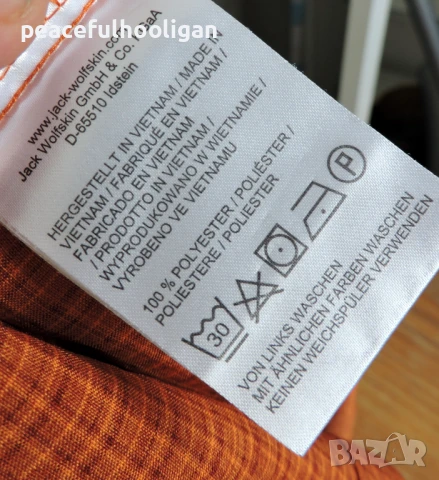 peacefulhooligan
www.jack-wolfskin.com
Jack Wolfskin GmbH & Co. KGaA
D-65510 Idstein
HERGESTELLT IN VIETNAM / MADE IN
VIETNAM / FABRIQUÉ EN VIETNAM /
FABRICADO EN VIETNAM
/ PRODOTTO IN VIETNAM /
WYPRODUKOWANO W WIETNAMIE /
VYROBENO VE VIETNAMU
100 % POLYESTER / POLIÉSTER /
POLIESTERE / POLIESTER
30
P
VON LINKS WASCHEN
MIT ÄHNLICHEN FARBEN WASCHEN
KEINEN WEICHSPÜLER VERWENDEN
BAZAR